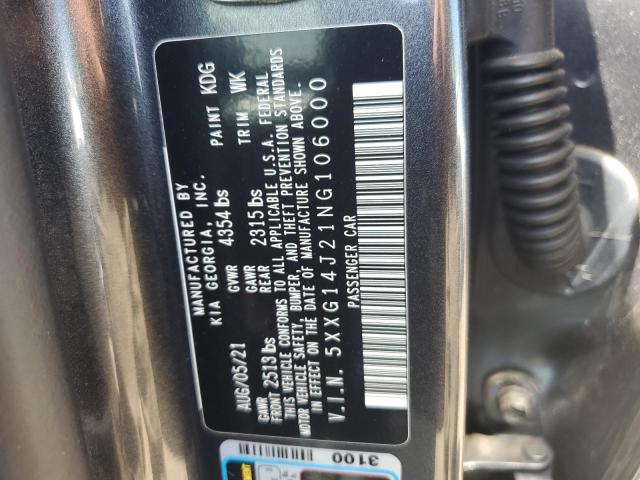 MANUFACTURED BY
KIA GEORGIA, INC.
AUG/05/21 GVWR 4354 lbs PAINT KDG
GAWR FRONT 2513 lbs GAWR REAR 2315 lbs TRIM WK
THIS VEHICLE CONFORMS TO ALL APPLICABLE U.S.A. FEDERAL
MOTOR VEHICLE SAFETY, BUMPER, AND THEFT PREVENTION STANDARDS
IN EFFECT ON THE DATE OF MANUFACTURE SHOWN ABOVE.
V.I.N. 5XXG14J21NG106000
PASSENGER CAR
3100